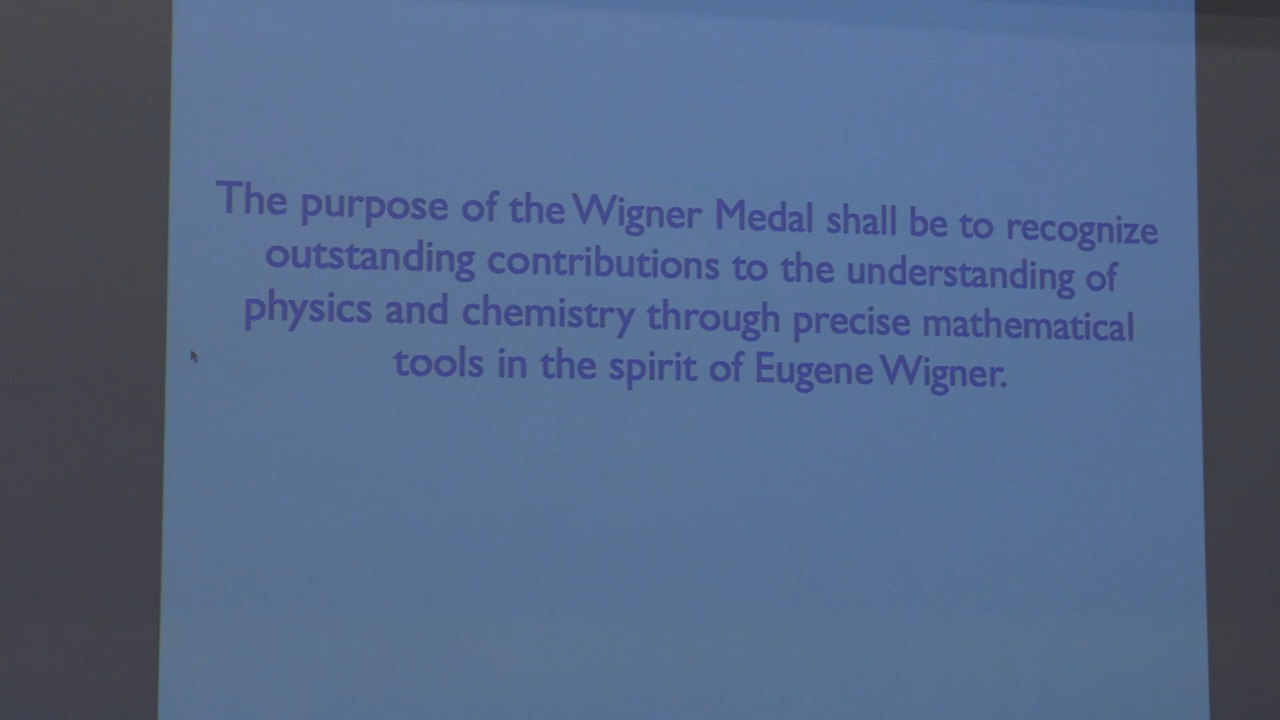 The purpose of the Wigner Medal shall be to recognize
outstanding contributions to the understanding of
physics and chemistry through precise mathematical
tools in the spirit of Eugene Wigner.